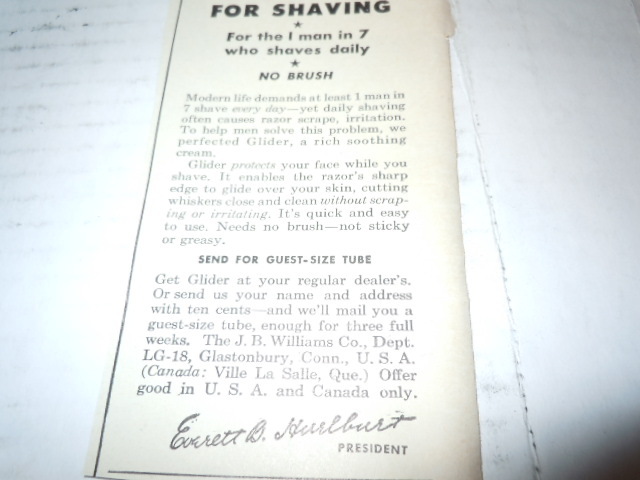 FOR SHAVING
★
For the 1 man in 7
who shaves daily
★
NO BRUSH
Modern life demands at least 1 man in
7 shave every day—yet daily shaving
often causes razor scrape, irritation.
To help men solve this problem, we
perfected Glider, a rich soothing
cream.
Glider protects your face while you
shave. It enables the razor's sharp
edge to glide over your skin, cutting
whiskers close and clean without scrap-
ing or irritating. It's quick and easy
to use. Needs no brush—not sticky
or greasy.
SEND FOR GUEST-SIZE TUBE
Get Glider at your regular dealer's.
Or send us your name and address
with ten cents—and we'll mail you a
guest-size tube, enough for three full
weeks. The J. B. Williams Co., Dept.
LG-18, Glastonbury, Conn., U. S. A.
(Canada: Ville La Salle, Que.) Offer
good in U. S. A. and Canada only.
Everett B. Hurlburt
PRESIDENT